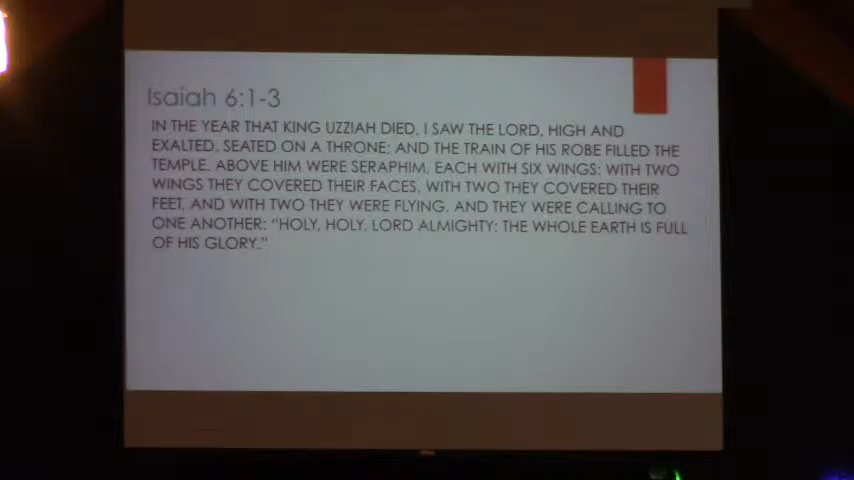 Isaiah 6:1-3
IN THE YEAR THAT KING UZZIAH DIED, I SAW THE LORD, HIGH AND
EXALTED, SEATED ON A THRONE; AND THE TRAIN OF HIS ROBE FILLED THE
TEMPLE. ABOVE HIM WERE SERAPHIM, EACH WITH SIX WINGS: WITH TWO
WINGS THEY COVERED THEIR FACES, WITH TWO THEY COVERED THEIR
FEET, AND WITH TWO THEY WERE FLYING. AND THEY WERE CALLING TO
ONE ANOTHER: “HOLY, HOLY, LORD ALMIGHTY; THE WHOLE EARTH IS FULL
OF HIS GLORY.”